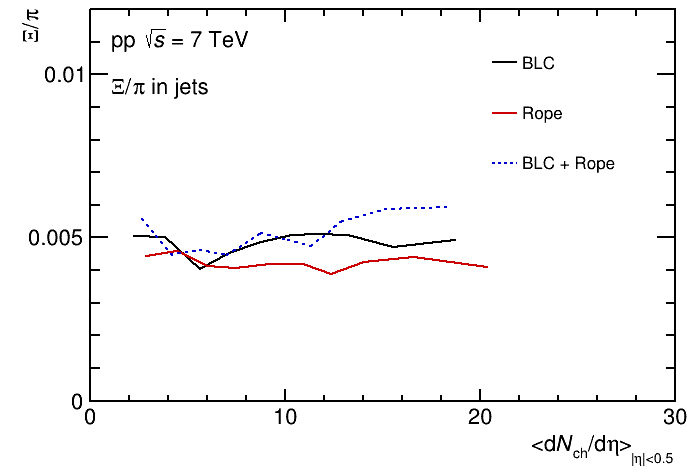 Ξ/π
pp √s = 7 TeV
Ξ/π in jets
BLC
Rope
BLC + Rope
0.01
0.005
0
0 10 20 30
<dN_ch/dη>_|η|<0.5